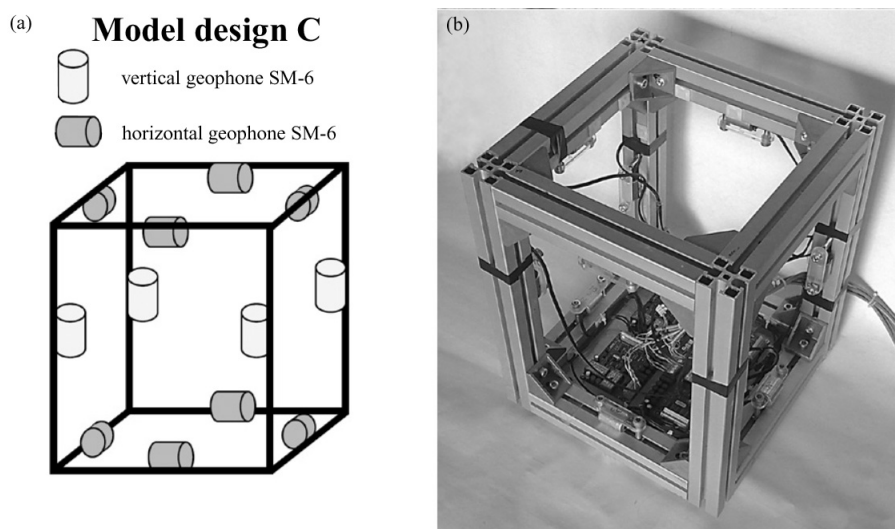 (a)
Model design C
vertical geophone SM-6
horizontal geophone SM-6
(b)